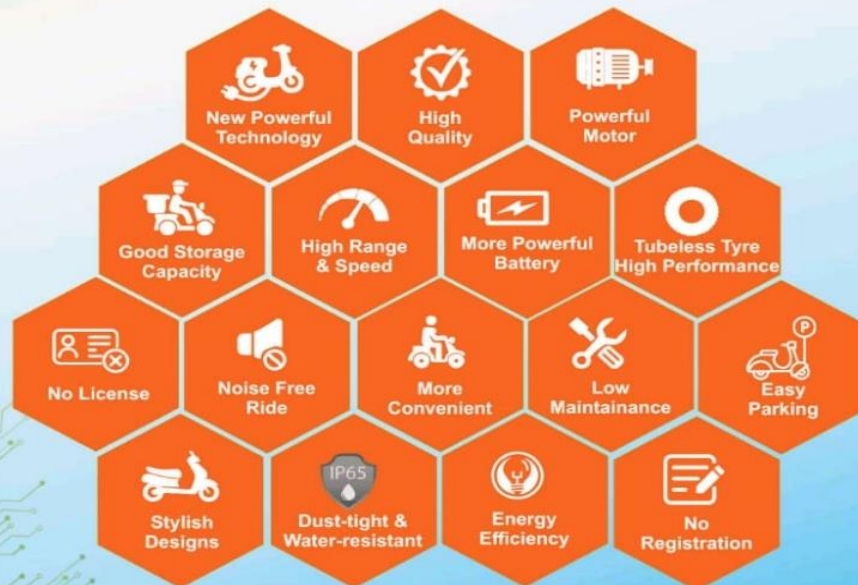 New Powerful
Technology
High
Quality
Powerful
Motor
Good Storage
Capacity
High Range
& Speed
More Powerful
Battery
Tubeless Tyre
High Performance
No License
Noise Free
Ride
More
Convenient
Low
Maintainance
P
Easy
Parking
Stylish
Designs
IP65
Dust-tight &
Water-resistant
Energy
Efficiency
No
Registration